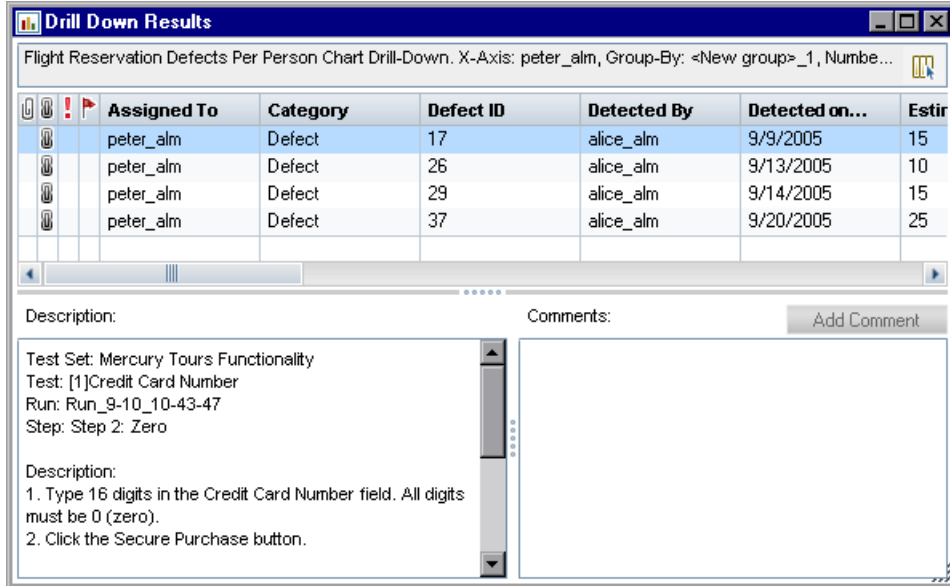 Drill Down Results
Flight Reservation Defects Per Person Chart Drill-Down. X-Axis: peter_alm, Group-By: <New group>_1, Numbe...
Assigned To Category Defect ID Detected By Detected on... Estir
peter_alm Defect 17 alice_alm 9/9/2005 15
peter_alm Defect 26 alice_alm 9/13/2005 10
peter_alm Defect 29 alice_alm 9/14/2005 15
peter_alm Defect 37 alice_alm 9/20/2005 25
Description:
Comments:
Add Comment
Test Set: Mercury Tours Functionality
Test: [1]Credit Card Number
Run: Run_9-10_10-43-47
Step: Step 2: Zero
Description:
1. Type 16 digits in the Credit Card Number field. All digits
must be 0 (zero).
2. Click the Secure Purchase button.